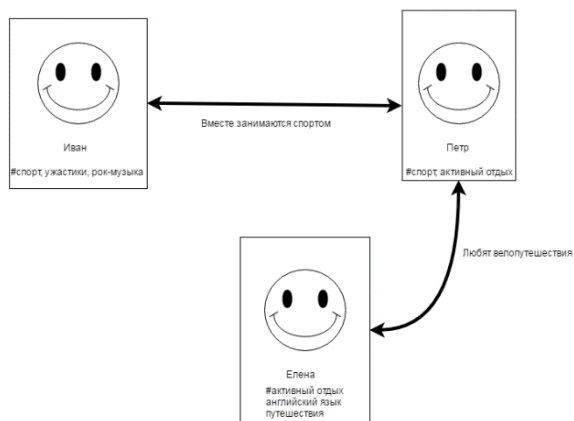 Вместе занимаются спортом
Иван
Петр
#спорт, ужастики, рок-музыка
#спорт, активный отдых
Любят велопутешествия
Елена
#активный отдых
английский язык
путешествия